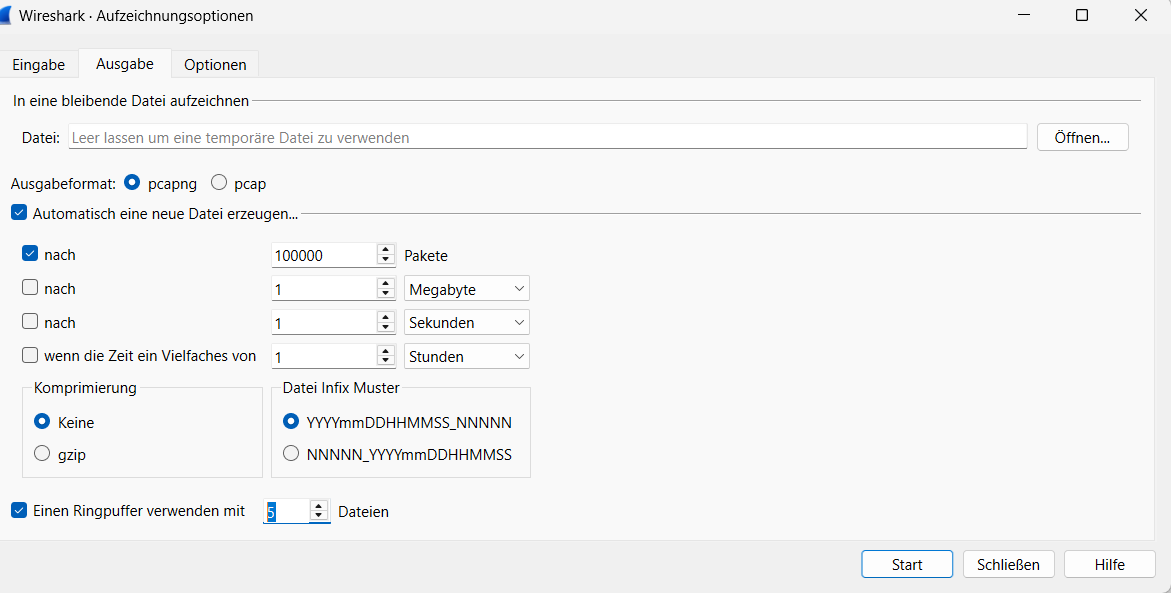 Wireshark · Aufzeichnungsoptionen
Eingabe Ausgabe Optionen
In eine bleibende Datei aufzeichnen
Datei: Leer lassen um eine temporäre Datei zu verwenden Öffnen...
Ausgabeformat: pcapng pcap
Automatisch eine neue Datei erzeugen...
nach 100000 Pakete
nach 1 Megabyte
nach 1 Sekunden
wenn die Zeit ein Vielfaches von 1 Stunden
Komprimierung Datei Infix Muster
Keine YYYYmmDDHHMMSS_NNNNN
gzip NNNNN_YYYYmmDDHHMMSS
Einen Ringpuffer verwenden mit 5 Dateien
Start Schließen Hilfe